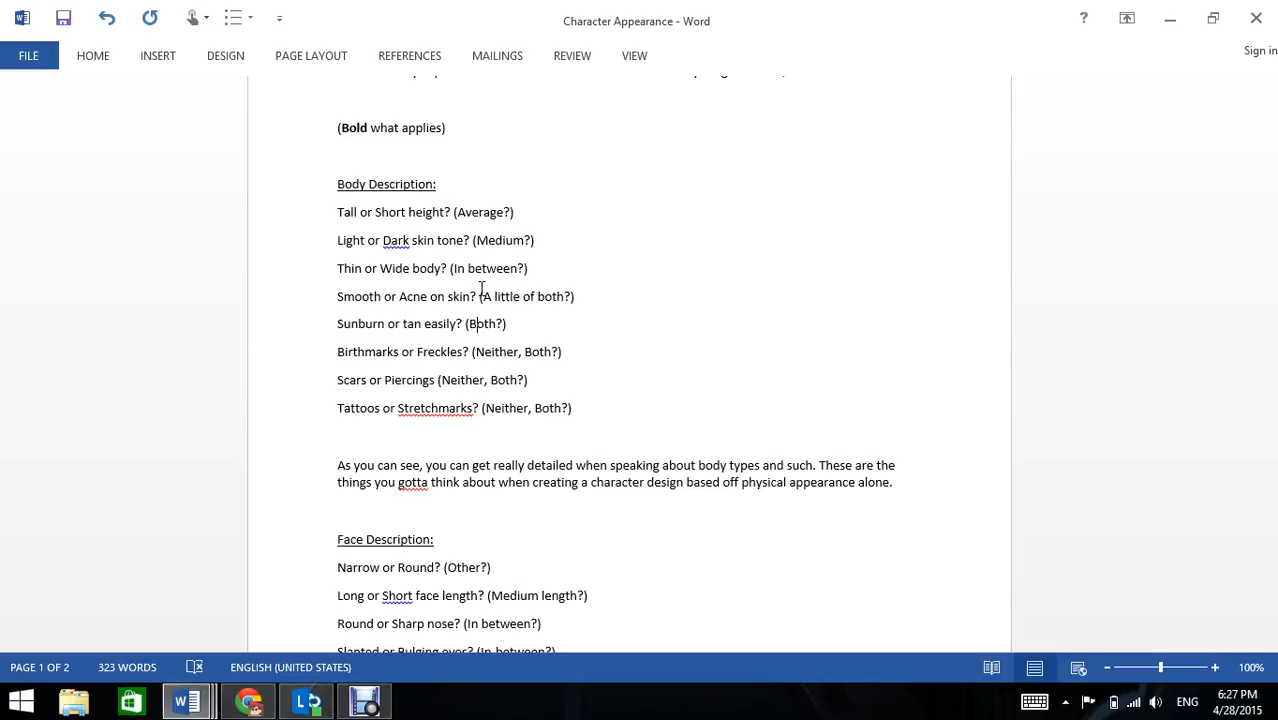 Character Appearance - Word
?
FILE HOME INSERT DESIGN PAGE LAYOUT REFERENCES MAILINGS REVIEW VIEW Sign in
(Bold what applies)
Body Description:
Tall or Short height? (Average?)
Light or Dark skin tone? (Medium?)
Thin or Wide body? (In between?)
Smooth or Acne on skin? (A little of both?)
Sunburn or tan easily? (Both?)
Birthmarks or Freckles? (Neither, Both?)
Scars or Piercings (Neither, Both?)
Tattoos or Stretchmarks? (Neither, Both?)
As you can see, you can get really detailed when speaking about body types and such. These are the
things you gotta think about when creating a character design based off physical appearance alone.
Face Description:
Narrow or Round? (Other?)
Long or Short face length? (Medium length?)
Round or Sharp nose? (In between?)
Slanted or Bulging eyes? (In-between?)
PAGE 1 OF 2 323 WORDS ENGLISH (UNITED STATES) 100%
ENG 6:27 PM
4/28/2015